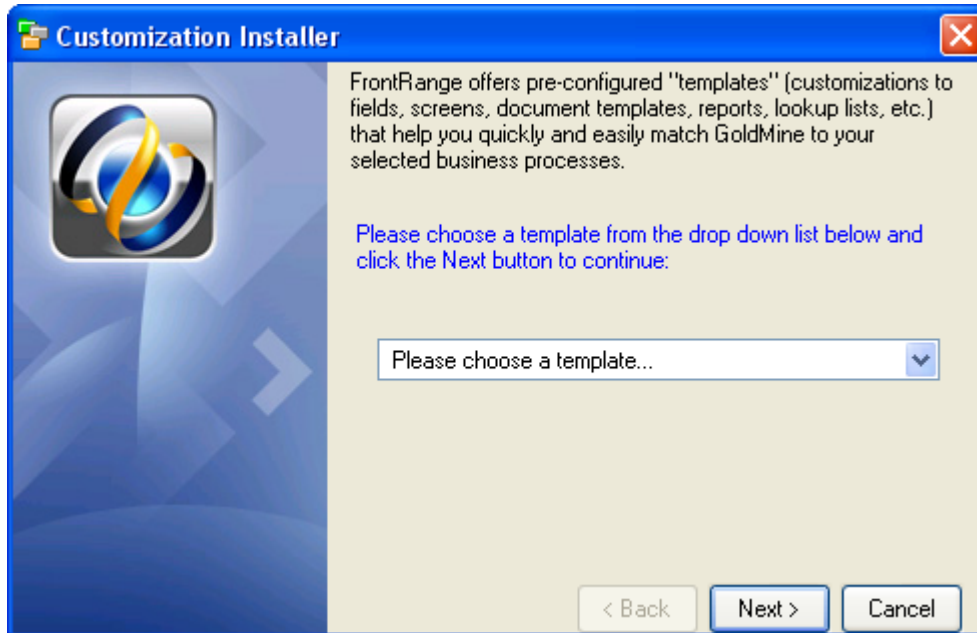 Customization Installer
FrontRange offers pre-configured "templates" (customizations to
fields, screens, document templates, reports, lookup lists, etc.)
that help you quickly and easily match GoldMine to your
selected business processes.
Please choose a template from the drop down list below and
click the Next button to continue:
Please choose a template...
< Back
Next >
Cancel